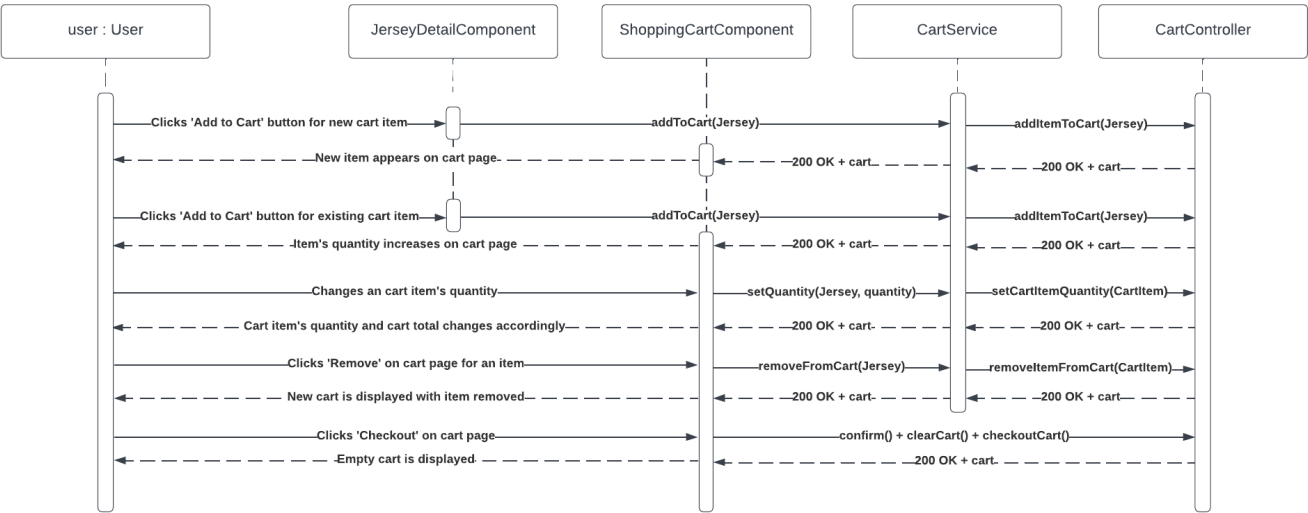 user : User
JerseyDetailComponent
ShoppingCartComponent
CartService
CartController
Clicks 'Add to Cart' button for new cart item
addToCart(Jersey)
addItemToCart(Jersey)
New item appears on cart page
200 OK + cart
200 OK + cart
Clicks 'Add to Cart' button for existing cart item
addToCart(Jersey)
addItemToCart(Jersey)
Item's quantity increases on cart page
200 OK + cart
200 OK + cart
Changes an cart item's quantity
setQuantity(Jersey, quantity)
setCartItemQuantity(CartItem)
Cart item's quantity and cart total changes accordingly
200 OK + cart
200 OK + cart
Clicks 'Remove' on cart page for an item
removeFromCart(Jersey)
removeItemFromCart(CartItem)
New cart is displayed with item removed
200 OK + cart
200 OK + cart
Clicks 'Checkout' on cart page
confirm() + clearCart() + checkoutCart()
Empty cart is displayed
200 OK + cart